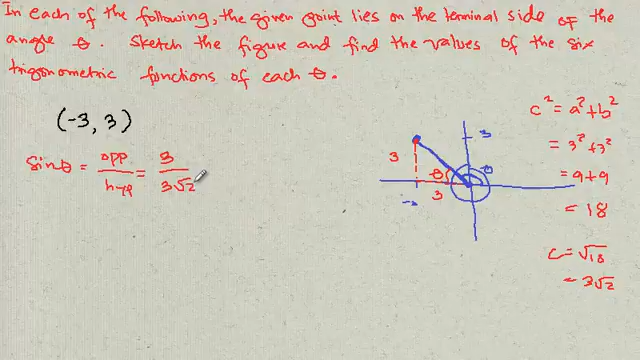 In each of the following, the given point lies on the terminal side of the
angle θ. Sketch the figure and find the values of the six
trigonometric functions of each θ.
(-3, 3)
sinθ = opp/hyp = 3/3√2
3
3
θ
θ
3
-3
c² = a² + b²
= 3² + 3²
= 9 + 9
= 18
c = √18
= 3√2